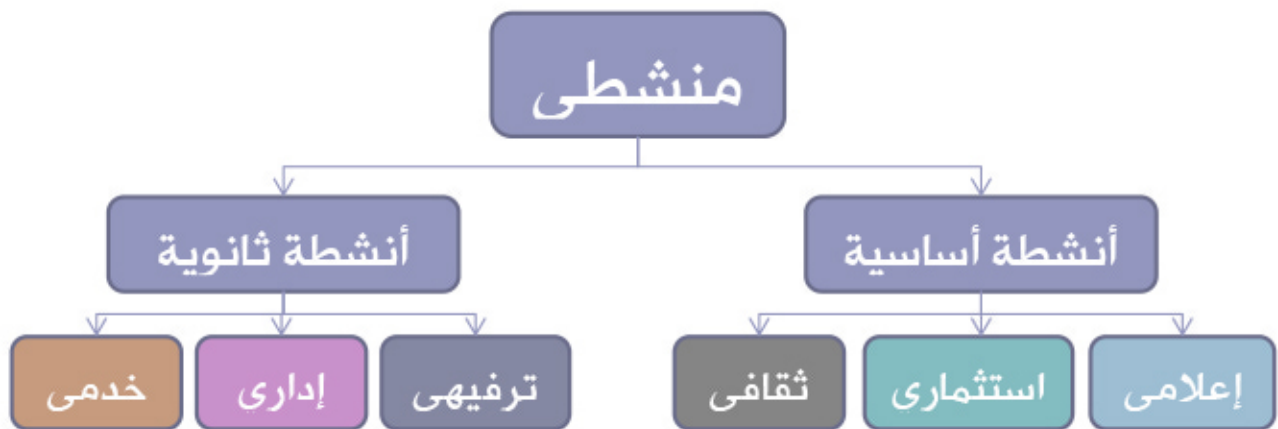 منشطى
أنشطة أساسية
أنشطة ثانوية
إعلامى
استثمارى
ثقافى
ترفيهى
إدارى
خدمى